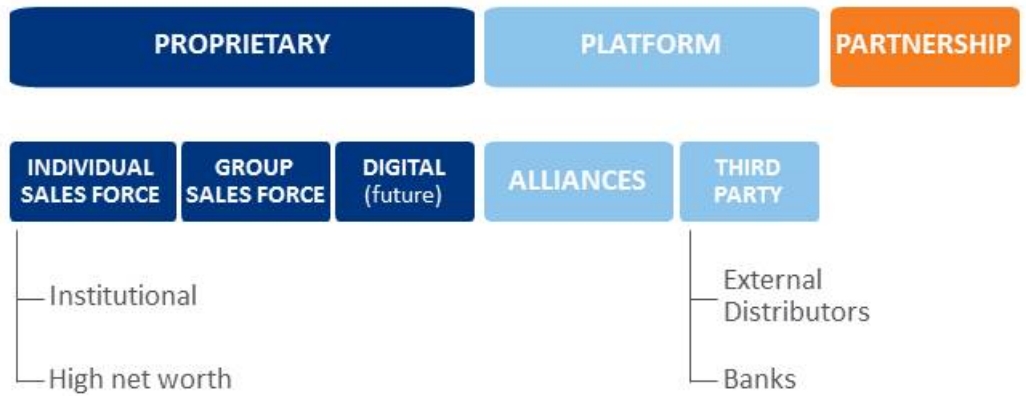 PROPRIETARY
PLATFORM
PARTNERSHIP
INDIVIDUAL
SALES FORCE
GROUP
SALES FORCE
DIGITAL
(future)
ALLIANCES
THIRD
PARTY
Institutional
High net worth
External
Distributors
Banks